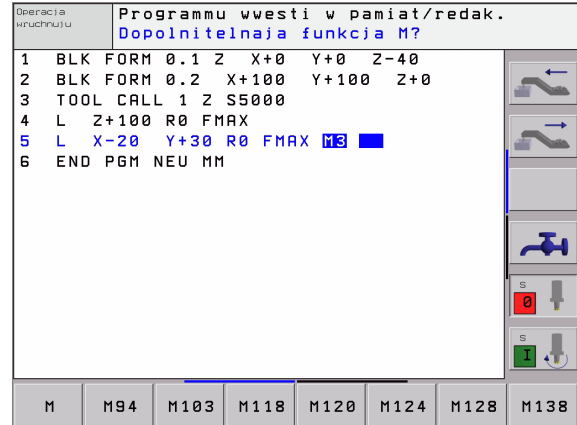 Operacja
wruchnuju
Programmu wwesti w pamiat/redak.
Dopolnitelnaja funkcja M?
1 BLK FORM 0.1 Z X+0 Y+0 Z-40
2 BLK FORM 0.2 X+100 Y+100 Z+0
3 TOOL CALL 1 Z S5000
4 L Z+100 R0 FMAX
5 L X-20 Y+30 R0 FMAX M3
6 END PGM NEU MM
S
0
S
I
M M94 M103 M118 M120 M124 M128 M138